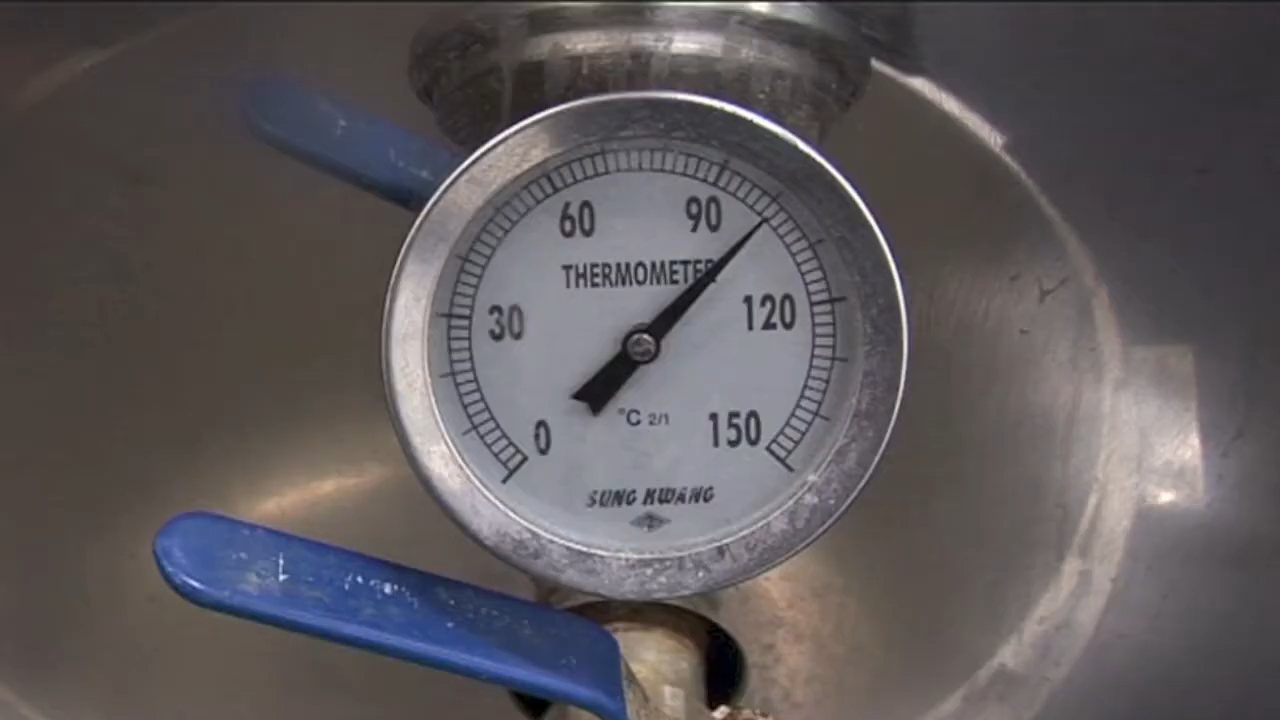 60 90
THERMOMETER
30 120
°C 2/1
0 150
SUNG KWANG